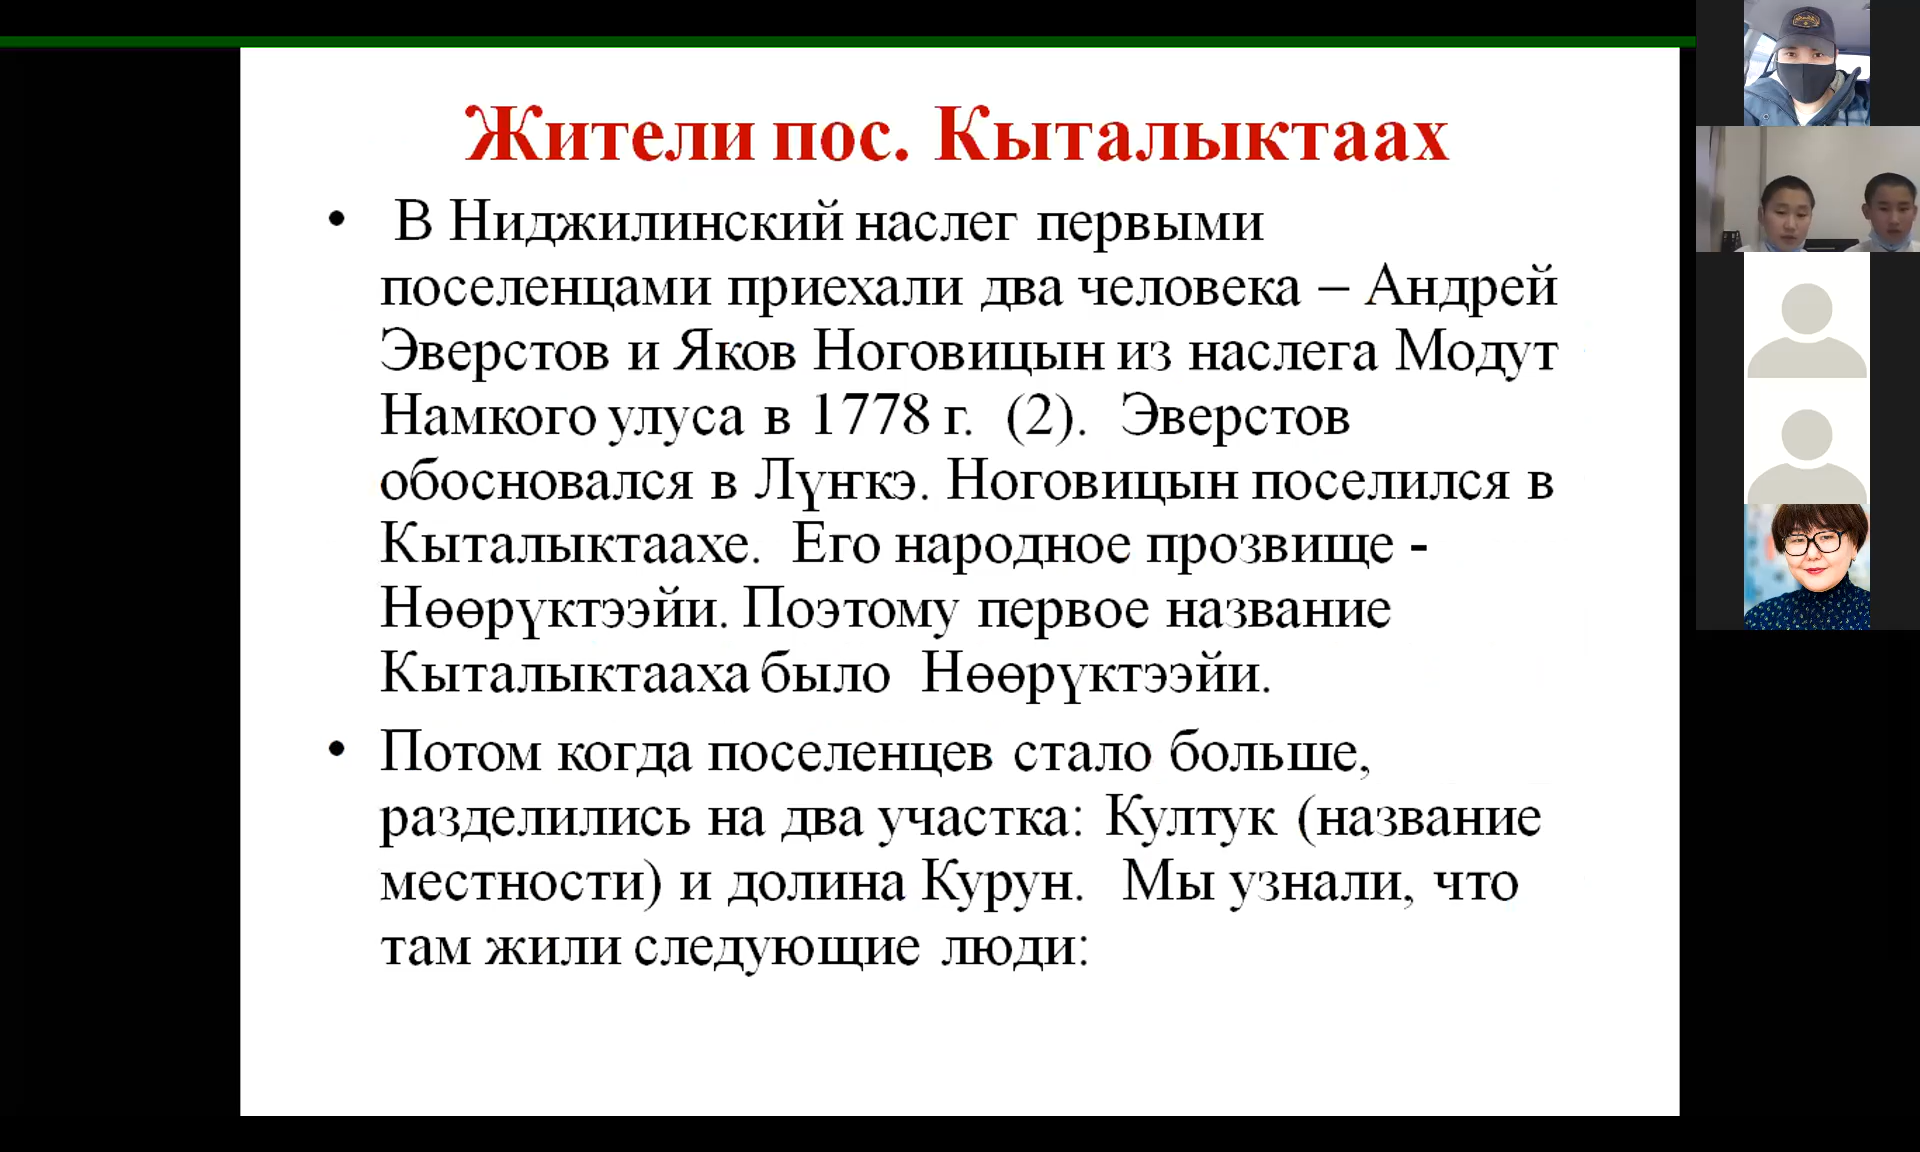 Жители пос. Кыталыктаах
• В Ниджилинский наслег первыми
поселенцами приехали два человека – Андрей
Эверстов и Яков Ноговицын из наслега Модут
Намкого улуса в 1778 г. (2). Эверстов
обосновался в Лүҥкэ. Ноговицын поселился в
Кыталыктаахе. Его народное прозвище -
Нөөрүктээйи. Поэтому первое название
Кыталыктааха было Нөөрүктээйи.
• Потом когда поселенцев стало больше,
разделились на два участка: Култук (название
местности) и долина Курун. Мы узнали, что
там жили следующие люди: